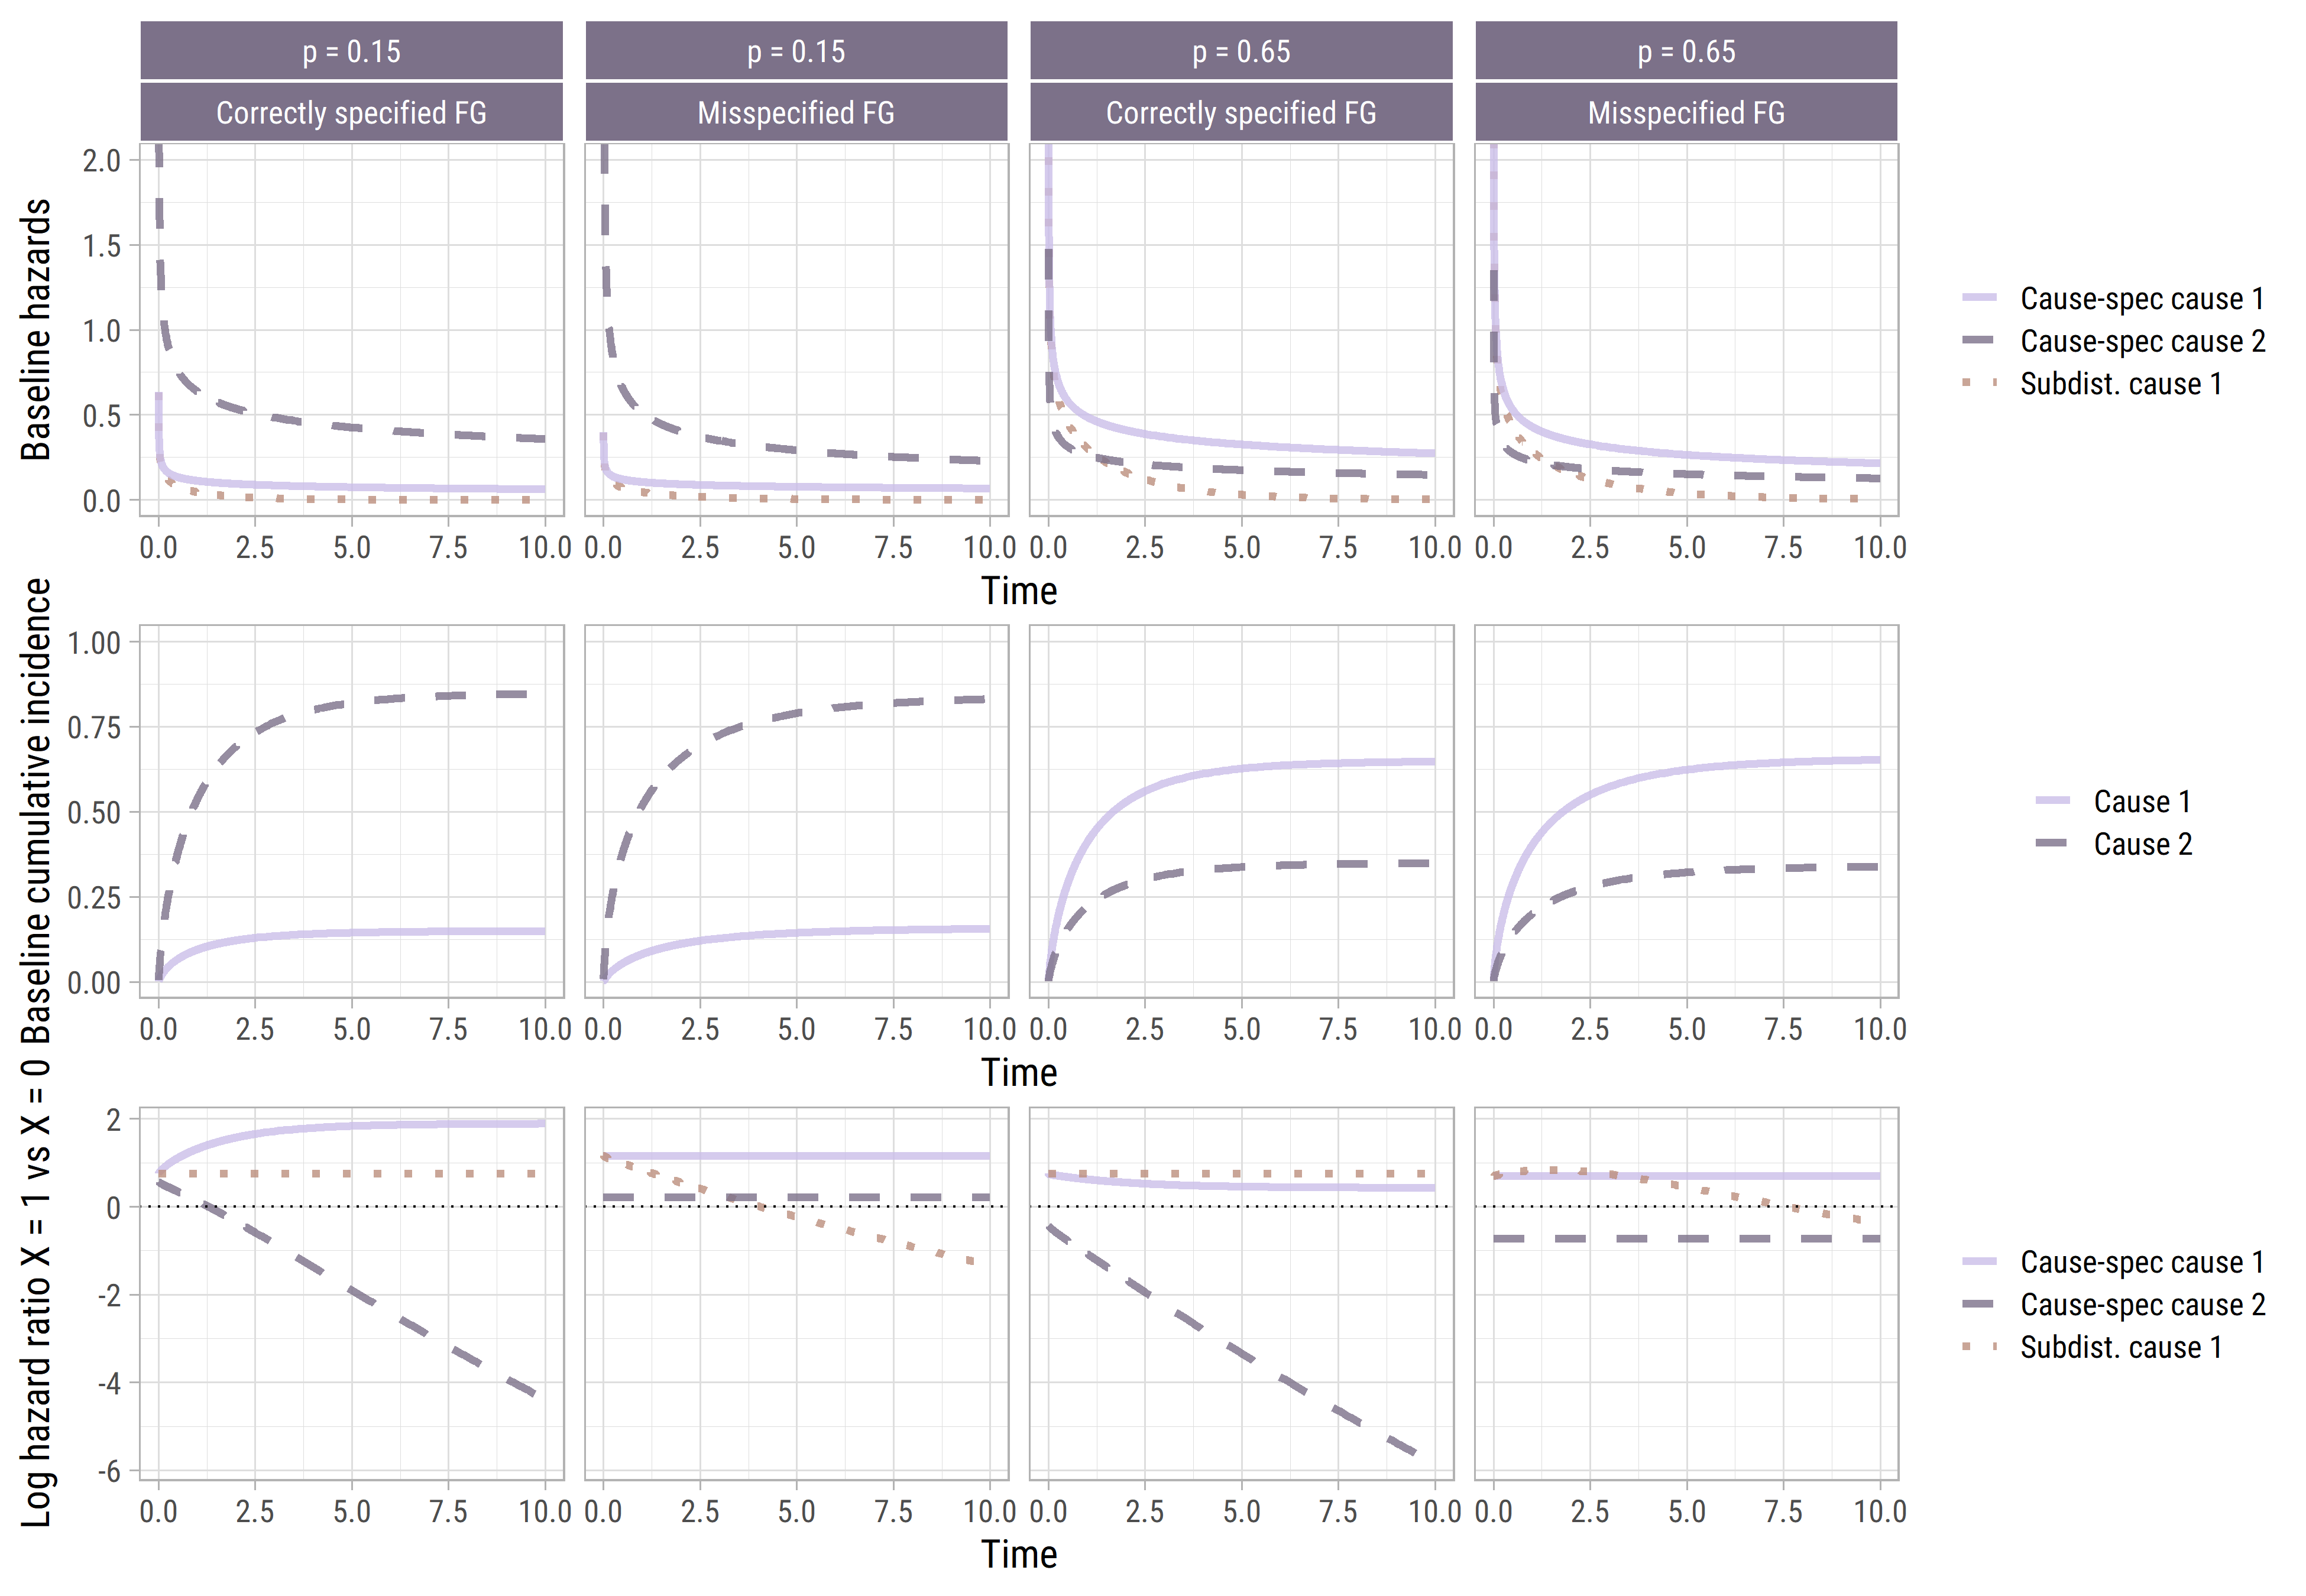 p = 0.15 p = 0.15 p = 0.65 p = 0.65
Correctly specified FG Misspecified FG Correctly specified FG Misspecified FG
Baseline hazards
2.0
1.5
1.0
0.5
0.0
0.0 2.5 5.0 7.5 10.0 0.0 2.5 5.0 7.5 10.0 0.0 2.5 5.0 7.5 10.0 0.0 2.5 5.0 7.5 10.0
Time
Cause-spec cause 1
Cause-spec cause 2
Subdist. cause 1
Baseline cumulative incidence
1.00
0.75
0.50
0.25
0.00
0.0 2.5 5.0 7.5 10.0 0.0 2.5 5.0 7.5 10.0 0.0 2.5 5.0 7.5 10.0 0.0 2.5 5.0 7.5 10.0
Time
Cause 1
Cause 2
Log hazard ratio X = 1 vs X = 0
2
0
-2
-4
-6
0.0 2.5 5.0 7.5 10.0 0.0 2.5 5.0 7.5 10.0 0.0 2.5 5.0 7.5 10.0 0.0 2.5 5.0 7.5 10.0
Time
Cause-spec cause 1
Cause-spec cause 2
Subdist. cause 1